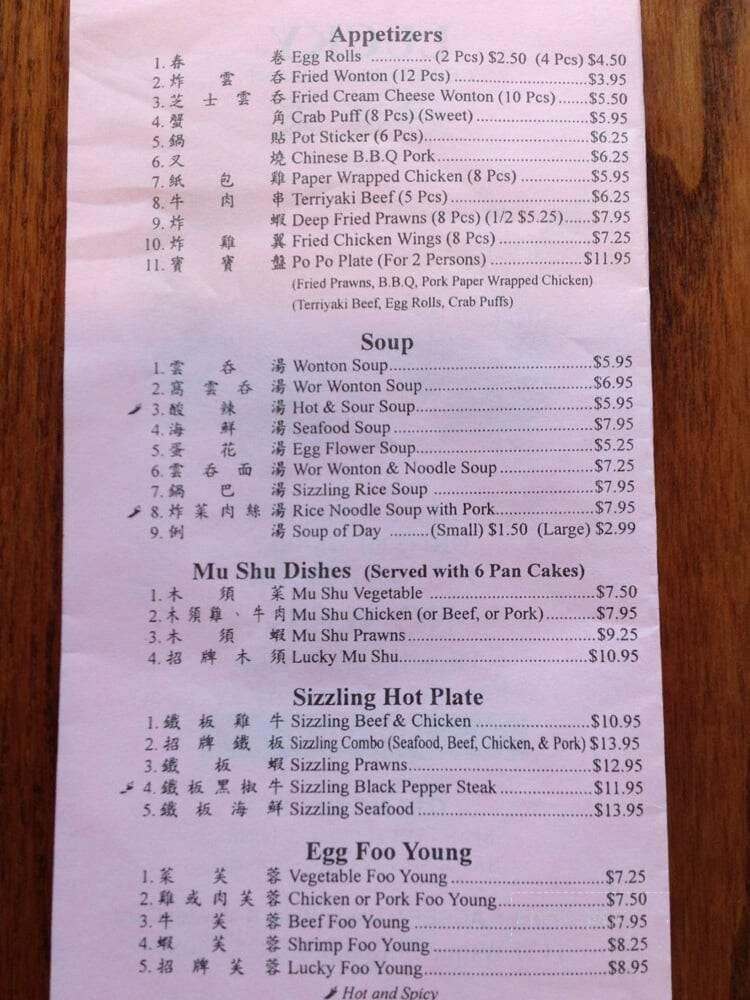 Appetizers
1. 春 卷 Egg Rolls .............. (2 Pcs) $2.50 (4 Pcs) $4.50
2. 炸 雲 吞 Fried Wonton (12 Pcs) ........................$3.95
3. 芝 士 雲 吞 Fried Cream Cheese Wonton (10 Pcs).......$5.50
4. 蟹 角 Crab Puff (8 Pcs) (Sweet).....................$5.95
5. 鍋 貼 Pot Sticker (6 Pcs)..............................$6.25
6. 叉 燒 Chinese B.B.Q Pork............................$6.25
7. 紙 包 雞 Paper Wrapped Chicken (8 Pcs) .............$5.95
8. 牛 肉 串 Terriyaki Beef (5 Pcs) .........................$6.25
9. 炸 蝦 Deep Fried Prawns (8 Pcs) (1/2 $5.25)......$7.95
10. 炸 雞 翼 Fried Chicken Wings (8 Pcs) .................$7.25
11. 寶 寶 盤 Po Po Plate (For 2 Persons) .................$11.95
(Fried Prawns, B.B.Q, Pork Paper Wrapped Chicken)
(Terriyaki Beef, Egg Rolls, Crab Puffs)
Soup
1. 雲 吞 湯 Wonton Soup.......................................$5.95
2. 窩 雲 吞 湯 Wor Wonton Soup................................$6.95
3. 酸 辣 湯 Hot & Sour Soup..................................$5.95
4. 海 鮮 湯 Seafood Soup ......................................$7.95
5. 蛋 花 湯 Egg Flower Soup..................................$5.25
6. 雲 吞 面 湯 Wor Wonton & Noodle Soup.................$7.25
7. 鍋 巴 湯 Sizzling Rice Soup ..............................$7.95
8. 炸 菜 肉 絲 湯 Rice Noodle Soup with Pork...................$7.95
9. 例 湯 Soup of Day .........(Small) $1.50 (Large) $2.99
Mu Shu Dishes (Served with 6 Pan Cakes)
1. 木 須 菜 Mu Shu Vegetable ................................$7.50
2. 木 須 雞 、 牛 肉 Mu Shu Chicken (or Beef, or Pork)..........$7.95
3. 木 須 蝦 Mu Shu Prawns.....................................$9.25
4. 招 牌 木 須 Lucky Mu Shu.....................................$10.95
Sizzling Hot Plate
1. 鐵 板 雞 牛 Sizzling Beef & Chicken ......................$10.95
2. 招 牌 鐵 板 Sizzling Combo (Seafood, Beef, Chicken, & Pork) $13.95
3. 鐵 板 蝦 Sizzling Prawns...................................$12.95
4. 鐵 板 黑 椒 牛 Sizzling Black Pepper Steak..................$11.95
5. 鐵 板 海 鮮 Sizzling Seafood ..................................$13.95
Egg Foo Young
1. 菜 芙 蓉 Vegetable Foo Young..............................$7.25
2. 雞 或 肉 芙 蓉 Chicken or Pork Foo Young.....................$7.50
3. 牛 芙 蓉 Beef Foo Young .....................................$7.95
4. 蝦 芙 蓉 Shrimp Foo Young .................................$8.25
5. 招 牌 芙 蓉 Lucky Foo Young...................................$8.95
Hot and Spicy